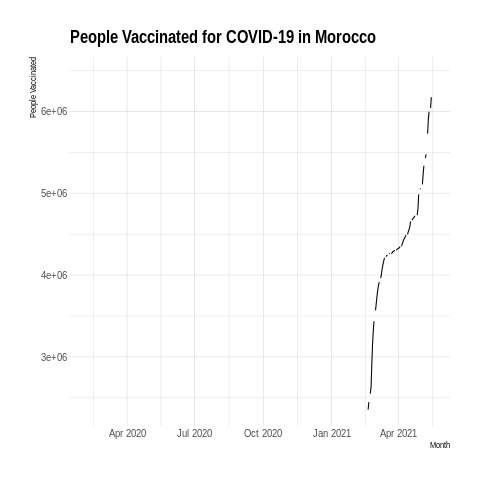 People Vaccinated for COVID-19 in Morocco
People Vaccinated
6e+06
5e+06
4e+06
3e+06
Apr 2020 Jul 2020 Oct 2020 Jan 2021 Apr 2021
Month